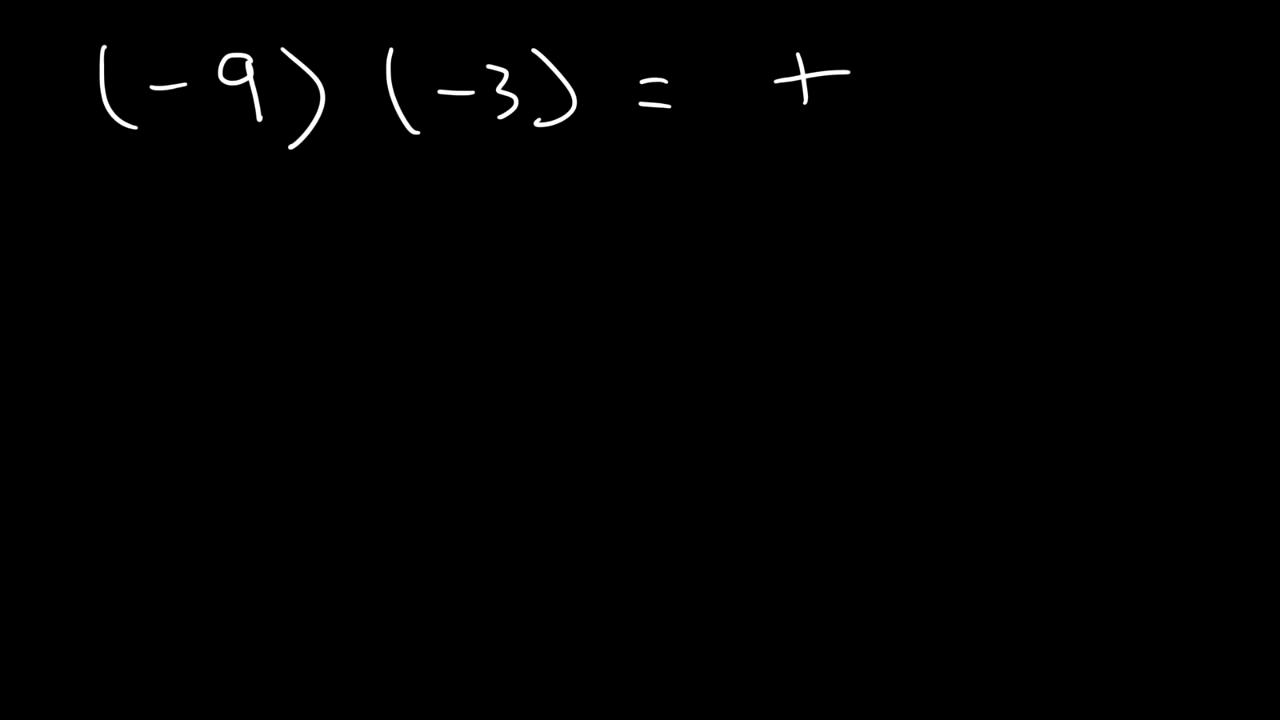 (-9) (-3) = +